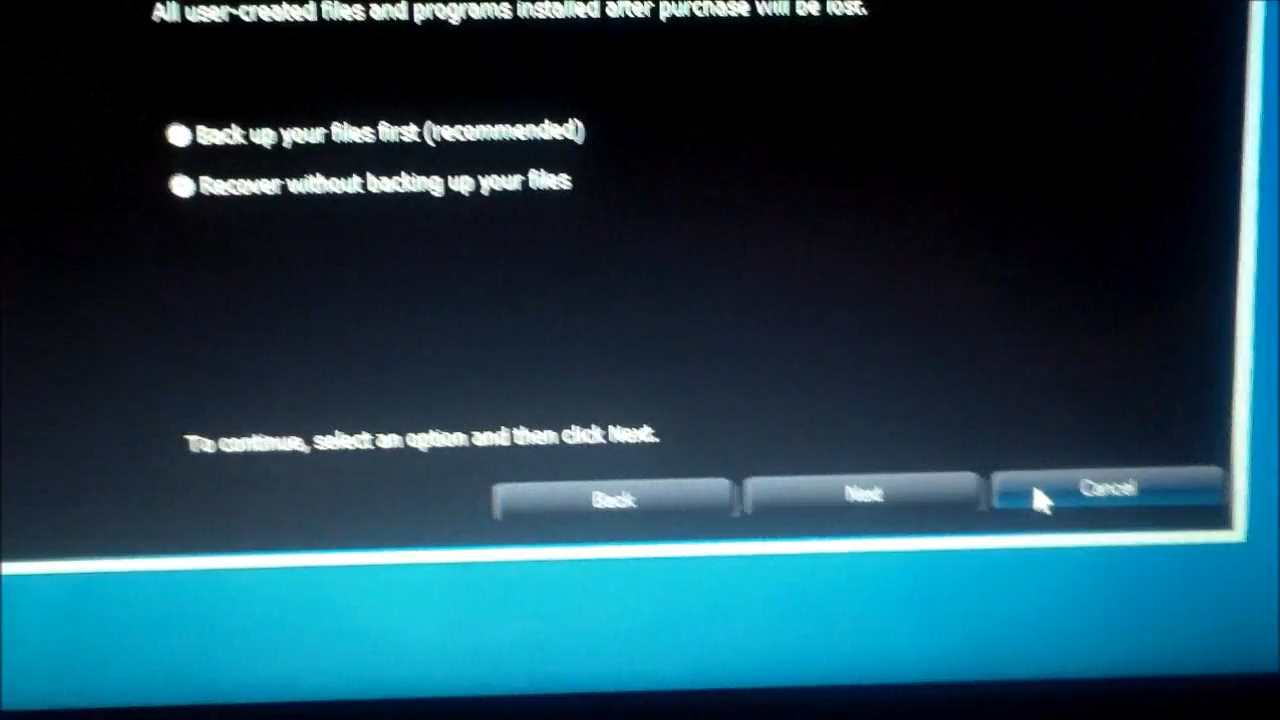 All user-created files and programs installed after purchase will be lost.
Back up your files first (recommended)
Recover without backing up your files
To continue, select an option and then click Next.
Back Next Cancel